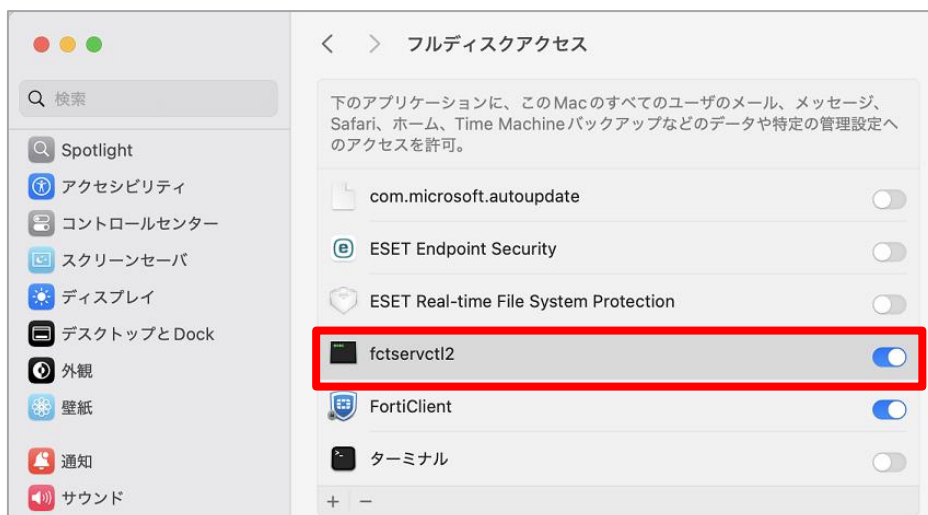 フルディスクアクセス
検索
Spotlight
アクセシビリティ
コントロールセンター
スクリーンセーバ
ディスプレイ
デスクトップとDock
外観
壁紙
通知
サウンド
下のアプリケーションに、このMacのすべてのユーザのメール、メッセージ、
Safari、ホーム、Time Machineバックアップなどのデータや特定の管理設定へ
のアクセスを許可。
com.microsoft.autoupdate
ESET Endpoint Security
ESET Real-time File System Protection
fctservctl2
FortiClient
ターミナル